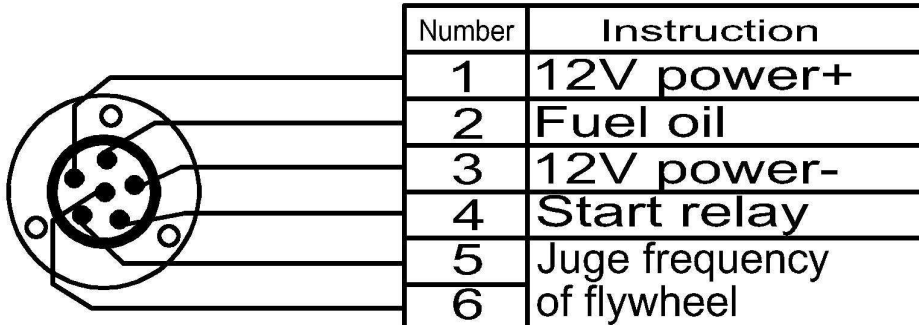 Number Instruction
1 12V power+
2 Fuel oil
3 12V power-
4 Start relay
5 Juge frequency
6 of flywheel